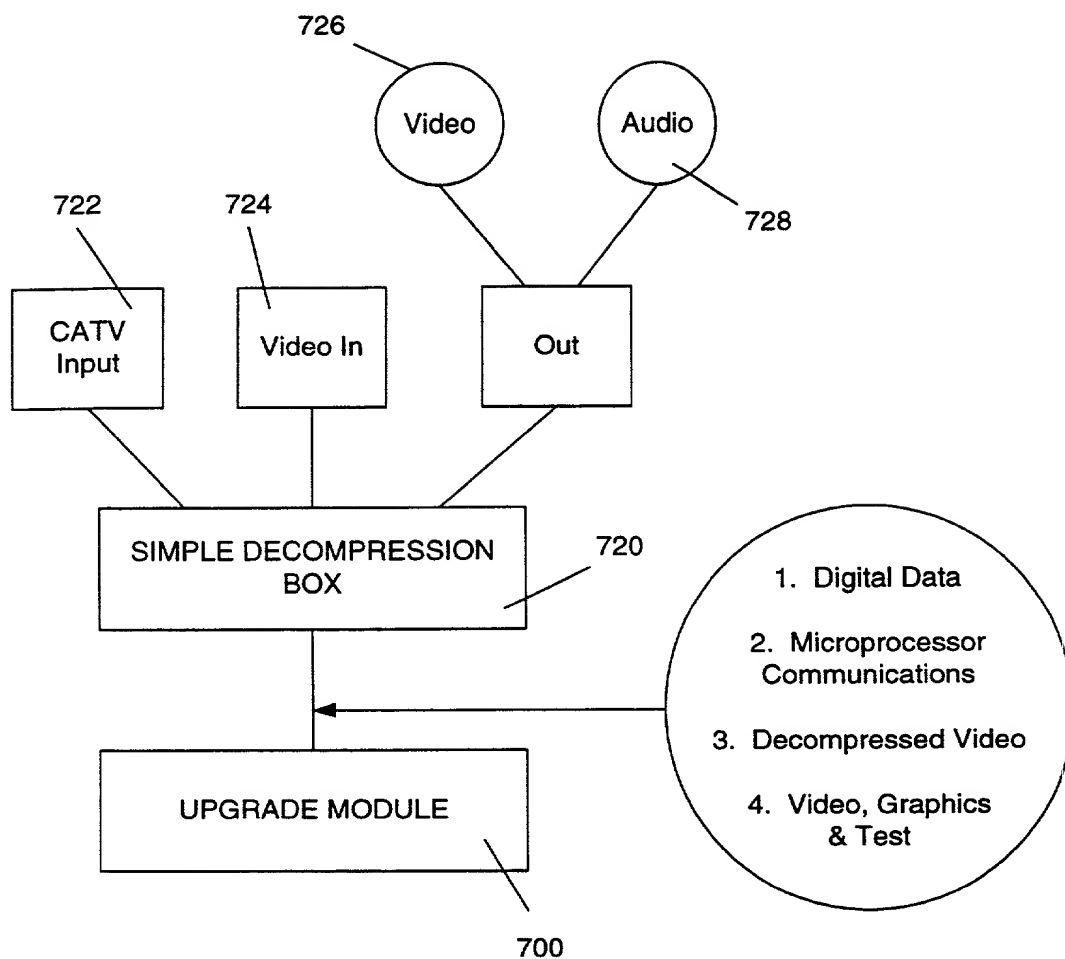 726
Video
Audio
728
722
724
CATV
Input
Video In
Out
SIMPLE DECOMPRESSION
BOX
720
1. Digital Data
2. Microprocessor
Communications
3. Decompressed Video
4. Video, Graphics
& Test
UPGRADE MODULE
700